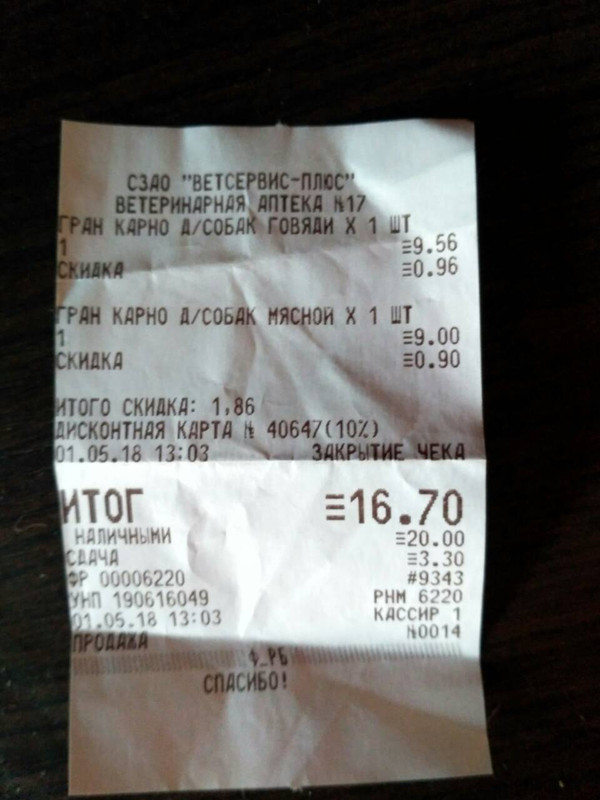 СЗАО "ВЕТСЕРВИС-ПЛЮС"
ВЕТЕРИНАРНАЯ АПТЕКА №17
ГРАН КАРНО Д/СОБАК ГОВЯДИ X 1 ШТ
1 ≡9.56
СКИДКА ≡0.96
ГРАН КАРНО Д/СОБАК МЯСНОЙ X 1 ШТ
1 ≡9.00
СКИДКА ≡0.90
ИТОГО СКИДКА: 1,86
ДИСКОНТНАЯ КАРТА № 40647(10%)
01.05.18 13:03 ЗАКРЫТИЕ ЧЕКА
ИТОГ ≡16.70
НАЛИЧНЫМИ ≡20.00
СДАЧА ≡3.30
ФР 00006220 #9343
УНП 190616049 РНМ 6220
01.05.18 13:03 КАССИР 1
ПРОДАЖА №0014
Ф_РБ
СПАСИБО!